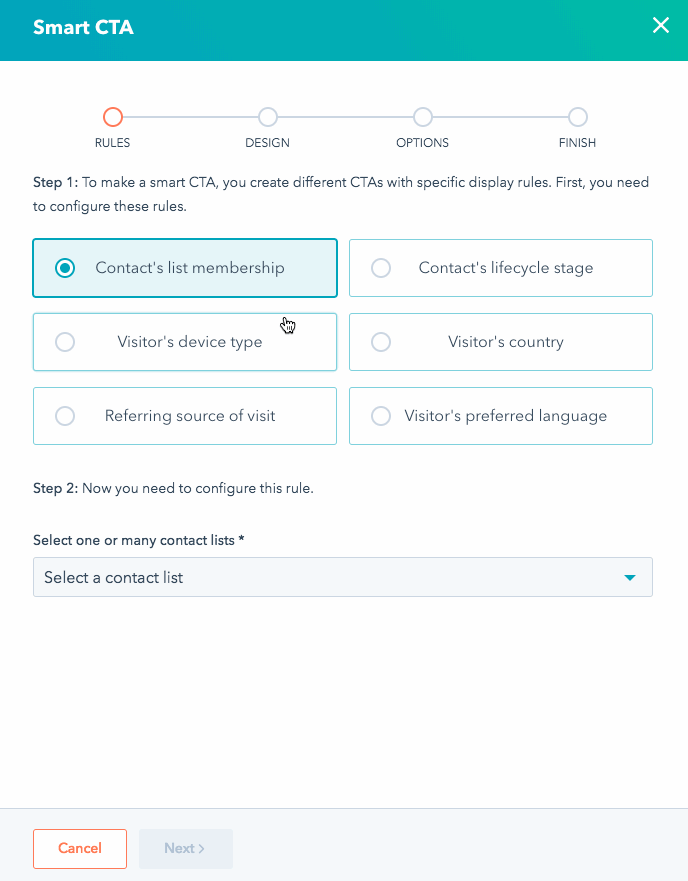 Smart CTA
RULES
DESIGN
OPTIONS
FINISH
Step 1: To make a smart CTA, you create different CTAs with specific display rules. First, you need
to configure these rules.
Contact's list membership
Contact's lifecycle stage
Visitor's device type
Visitor's country
Referring source of visit
Visitor's preferred language
Step 2: Now you need to configure this rule.
Select one or many contact lists *
Select a contact list
Cancel
Next >